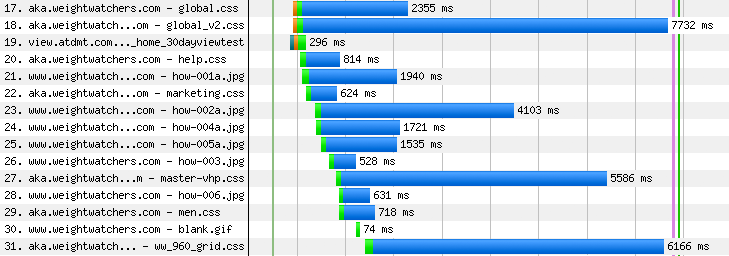 17. aka.weightwatchers.com - global.css 2355 ms
18. aka.weightwatch...om - global_v2.css 7732 ms
19. view.atdmt.com..._home_30dayviewtest 296 ms
20. aka.weightwatchers.com - help.css 814 ms
21. www.weightwatch...com - how-001a.jpg 1940 ms
22. aka.weightwatch...om - marketing.css 624 ms
23. www.weightwatch...com - how-002a.jpg 4103 ms
24. www.weightwatch...com - how-004a.jpg 1721 ms
25. www.weightwatch...com - how-005a.jpg 1535 ms
26. www.weightwatchers.com - how-003.jpg 528 ms
27. aka.weightwatch...m - master-vhp.css 5586 ms
28. www.weightwatchers.com - how-006.jpg 631 ms
29. aka.weightwatchers.com - men.css 718 ms
30. www.weightwatchers.com - blank.gif 74 ms
31. aka.weightwatch... - ww_960_grid.css 6166 ms